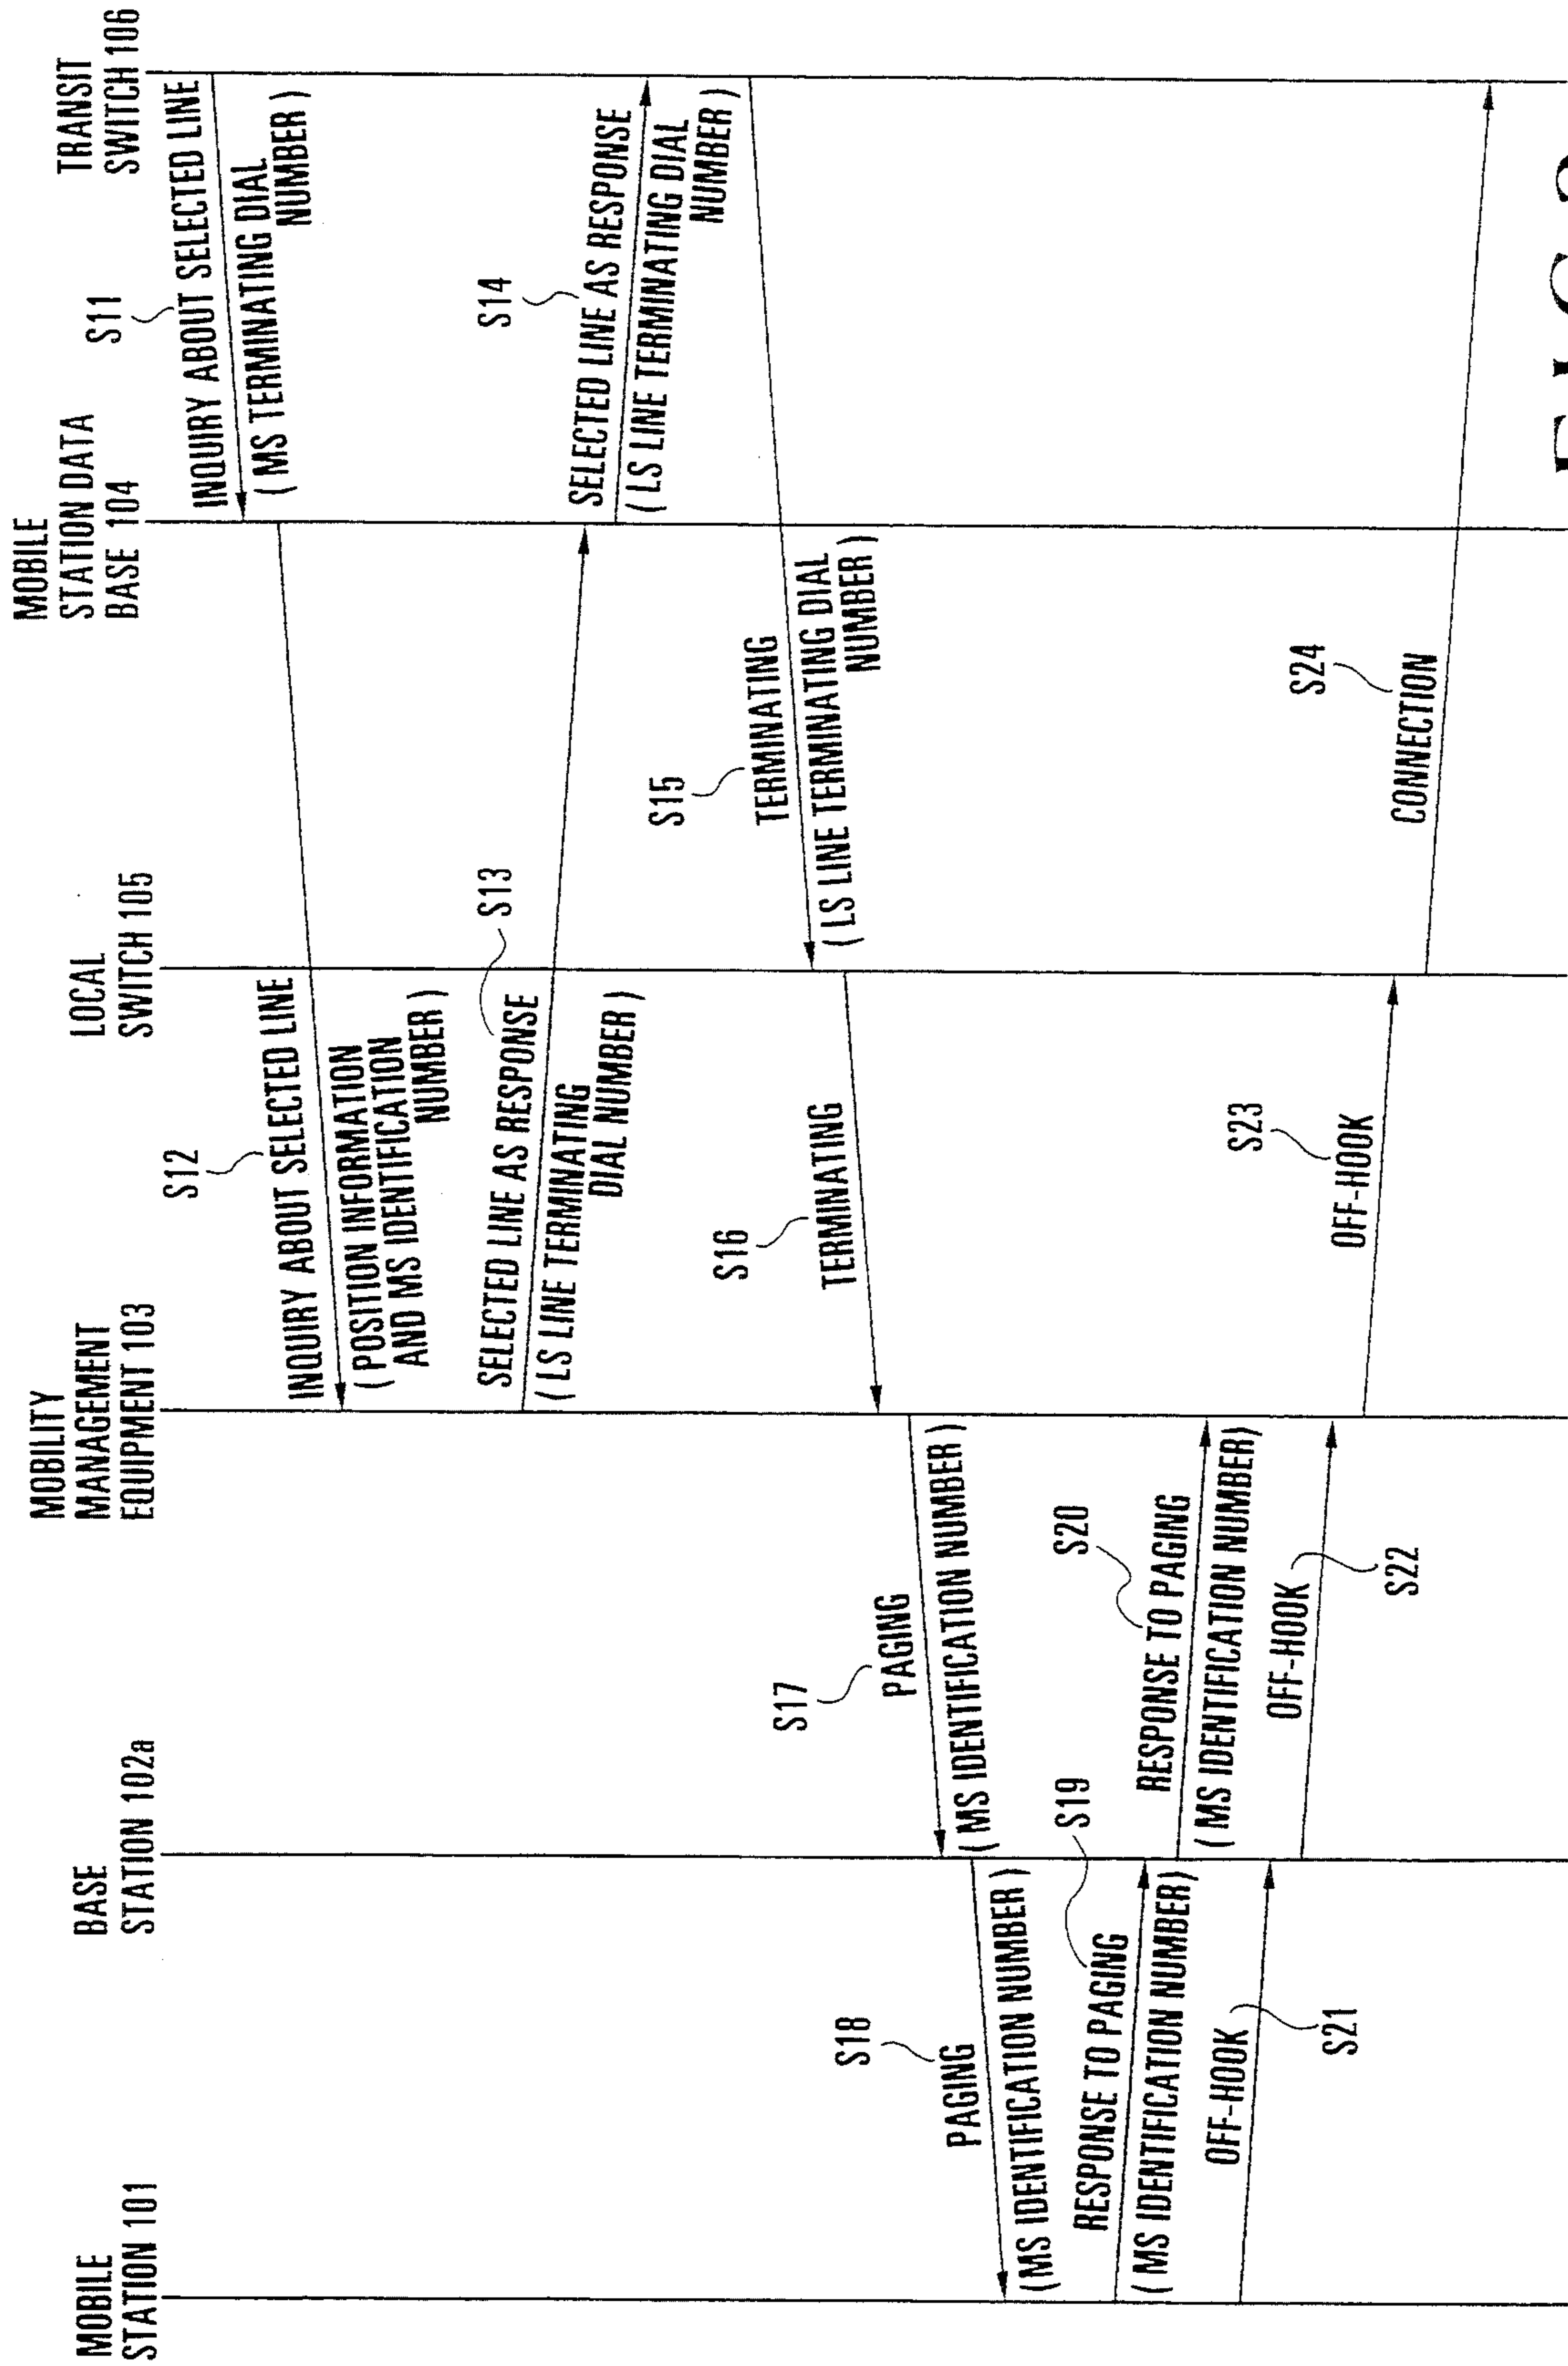 MOBILE
STATION 101
BASE
STATION 102a
MOBILITY
MANAGEMENT
EQUIPMENT 103
LOCAL
SWITCH 105
MOBILE
STATION DATA
BASE 104
TRANSIT
SWITCH 106
S11
INQUIRY ABOUT SELECTED LINE
( MS TERMINATING DIAL
NUMBER )
S12
INQUIRY ABOUT SELECTED LINE
( POSITION INFORMATION
AND MS IDENTIFICATION
NUMBER )
S13
SELECTED LINE AS RESPONSE
( LS LINE TERMINATING
DIAL NUMBER )
S14
SELECTED LINE AS RESPONSE
( LS LINE TERMINATING DIAL
NUMBER )
S15
TERMINATING
( LS LINE TERMINATING DIAL
NUMBER )
S16
TERMINATING
S17
PAGING
( MS IDENTIFICATION NUMBER )
S18
PAGING
(MS IDENTIFICATION NUMBER )
S19
RESPONSE TO PAGING
( MS IDENTIFICATION NUMBER)
S20
RESPONSE TO PAGING
( MS IDENTIFICATION NUMBER)
OFF-HOOK
S21
OFF-HOOK
S22
S23
OFF-HOOK
S24
CONNECTION